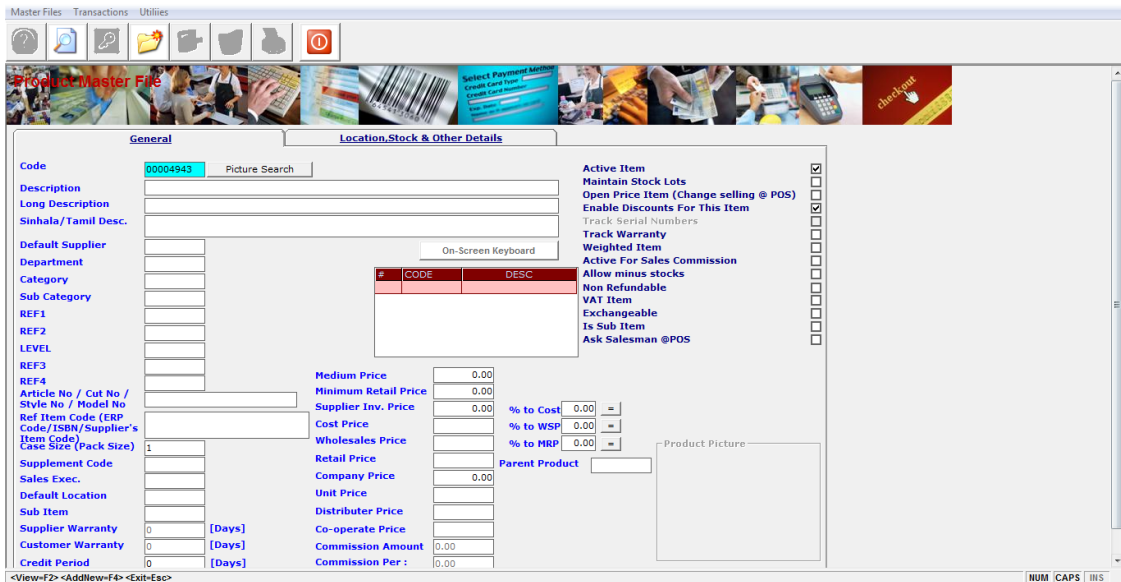 Master Files Transactions Utiliies
Product Master File
Select Payment Method
Credit Card Type
Credit Card Number
checkout
General
Location,Stock & Other Details
Code 00004943 Picture Search
Description
Long Description
Sinhala/Tamil Desc.
Default Supplier
On-Screen Keyboard
Department
Category
Sub Category
REF1
REF2
LEVEL
REF3
REF4
Article No / Cut No /
Style No / Model No
Ref Item Code (ERP
Code/ISBN/Supplier's
Item Code)
Case Size (Pack Size) 1
Supplement Code
Sales Exec.
Default Location
Sub Item
Supplier Warranty 0 [Days]
Customer Warranty 0 [Days]
Credit Period 0 [Days]
# CODE DESC
Medium Price 0.00
Minimum Retail Price 0.00
Supplier Inv. Price 0.00
Cost Price
Wholesales Price
Retail Price
Company Price 0.00
Unit Price
Distributer Price
Co-operate Price
Commission Amount 0.00
Commission Per : 0.00
% to Cost 0.00 =
% to WSP 0.00 =
% to MRP 0.00 =
Parent Product
Active Item
Maintain Stock Lots
Open Price Item (Change selling @ POS)
Enable Discounts For This Item
Track Serial Numbers
Track Warranty
Weighted Item
Active For Sales Commission
Allow minus stocks
Non Refundable
VAT Item
Exchangeable
Is Sub Item
Ask Salesman @POS
Product Picture
<View=F2> <AddNew=F4> <Exit=Esc>
NUM CAPS INS